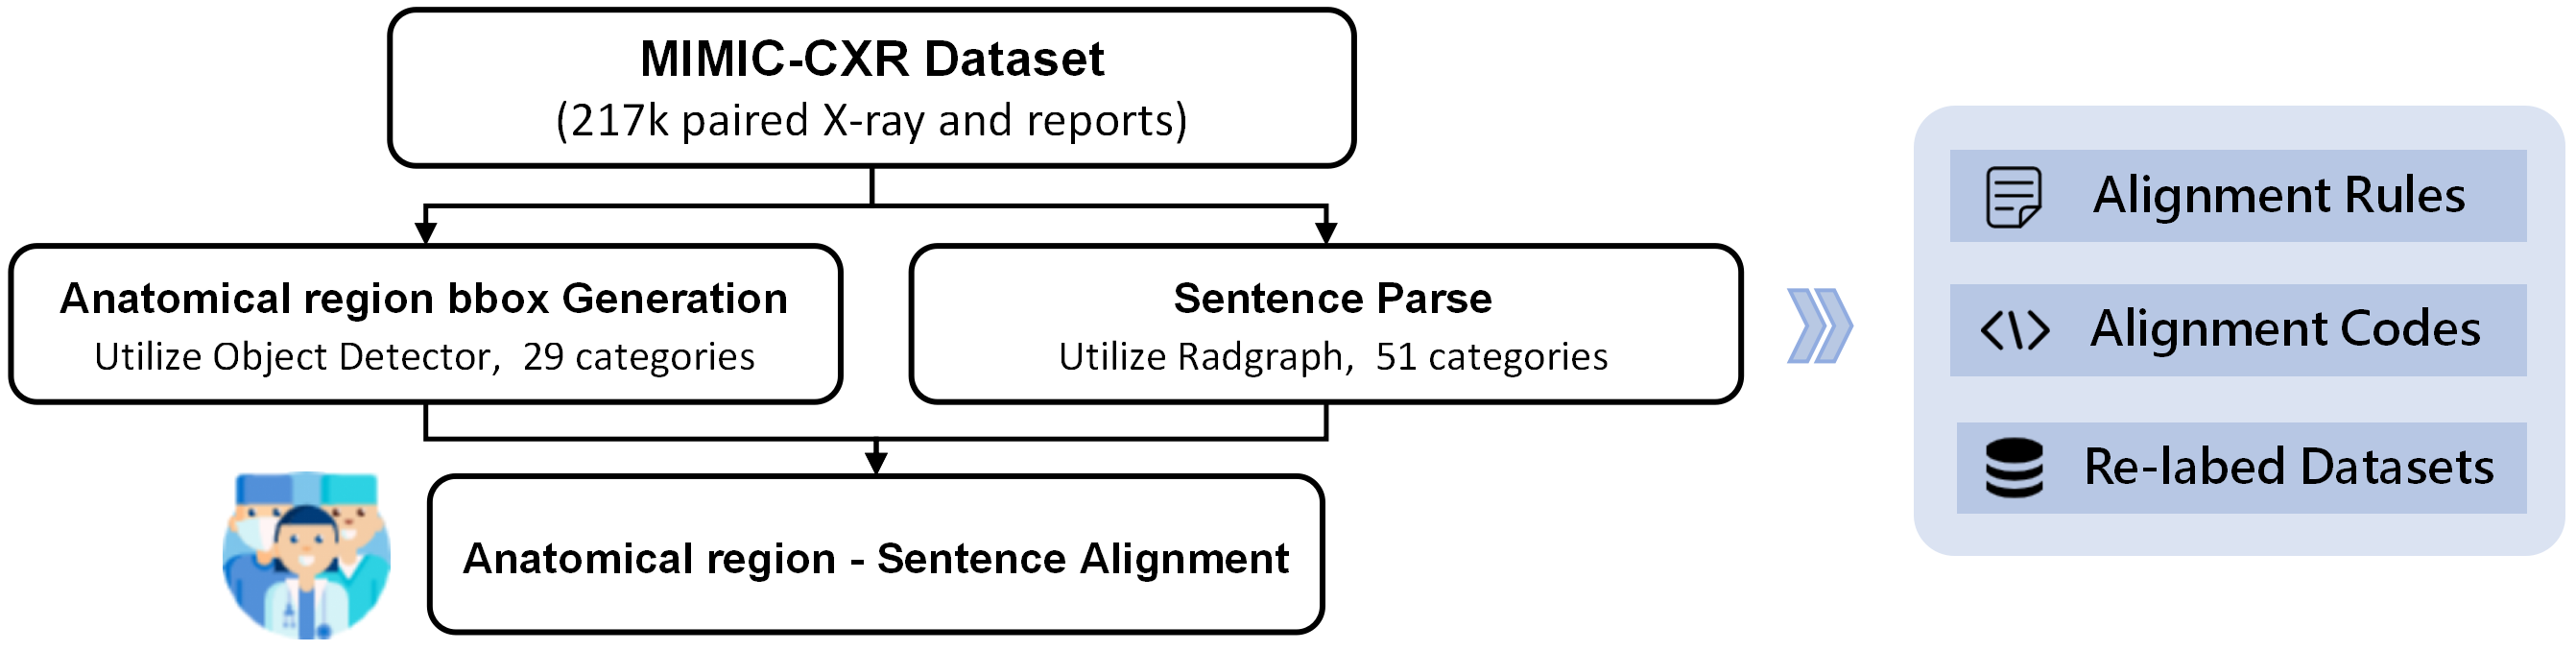 MIMIC-CXR Dataset
(217k paired X-ray and reports)
Anatomical region bbox Generation
Utilize Object Detector, 29 categories
Sentence Parse
Utilize Radgraph, 51 categories
Anatomical region - Sentence Alignment
Alignment Rules
Alignment Codes
Re-labed Datasets